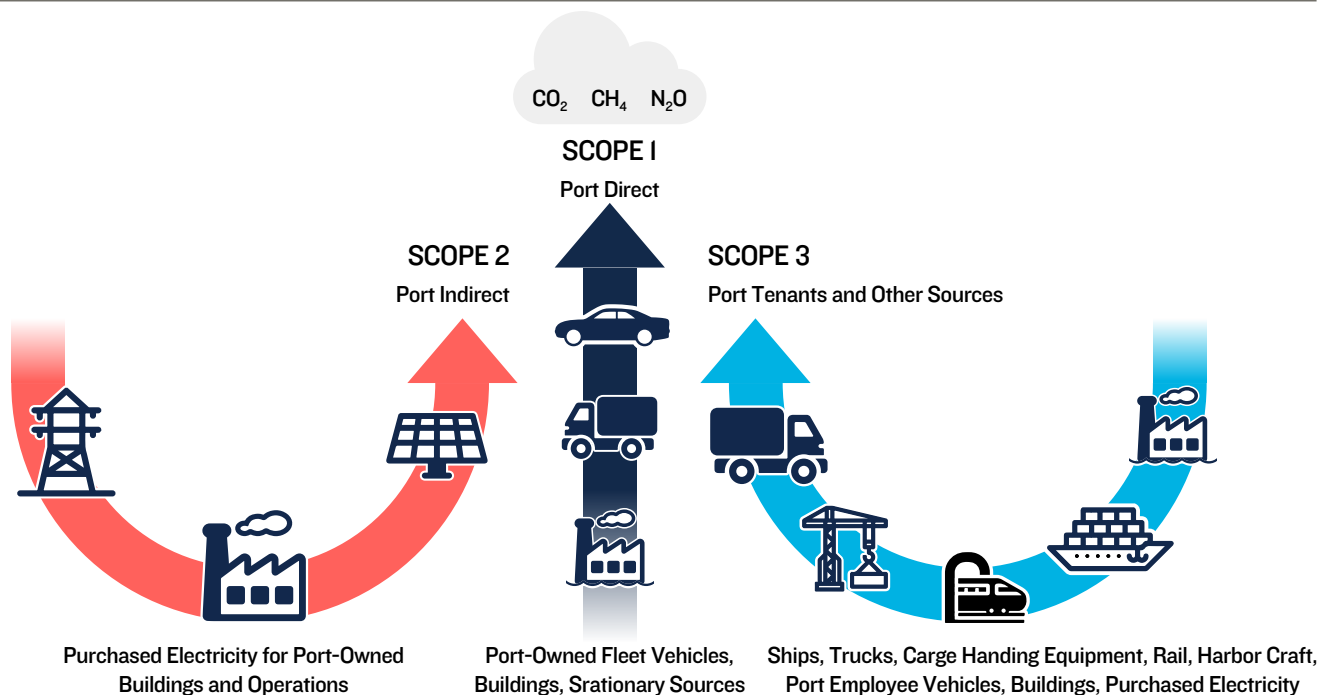 CO₂ CH₄ N₂O
SCOPE 1
Port Direct
SCOPE 2
Port Indirect
SCOPE 3
Port Tenants and Other Sources
Purchased Electricity for Port-Owned
Buildings and Operations
Port-Owned Fleet Vehicles,
Buildings, Srationary Sources
Ships, Trucks, Carge Handing Equipment, Rail, Harbor Craft,
Port Employee Vehicles, Buildings, Purchased Electricity